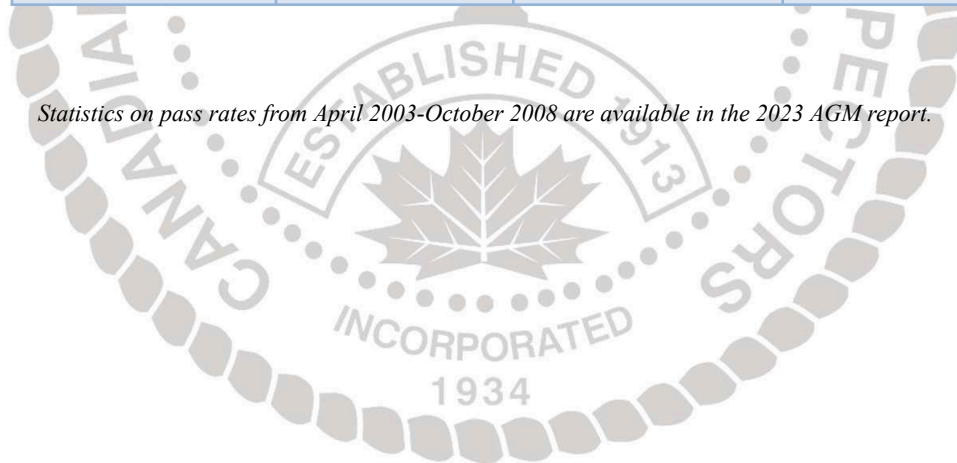 Statistics on pass rates from April 2003-October 2008 are available in the 2023 AGM report.
ESTABLISHED 1913
INCORPORATED
1934